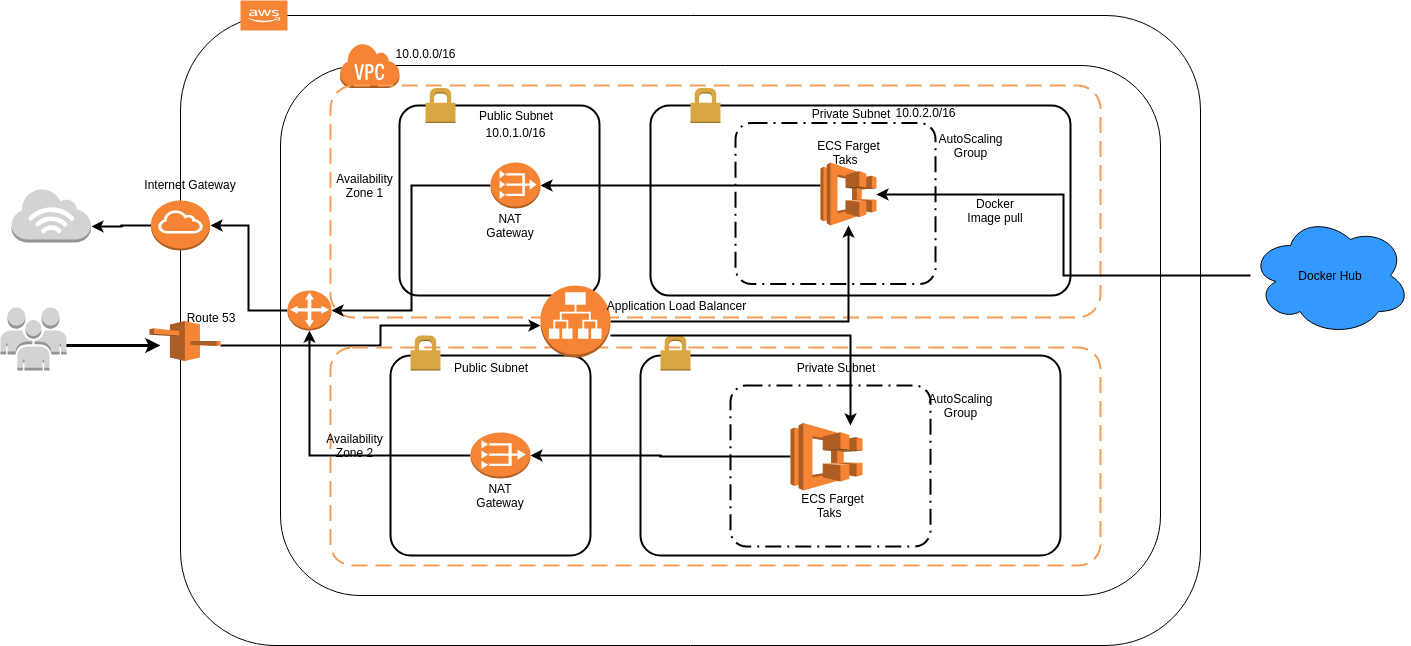 aws
VPC
10.0.0.0/16
Public Subnet
10.0.1.0/16
Private Subnet
10.0.2.0/16
AutoScaling
Group
ECS Farget
Taks
Availability
Zone 1
NAT
Gateway
Docker
Image pull
Internet Gateway
Docker Hub
Route 53
Application Load Balancer
Public Subnet
Private Subnet
AutoScaling
Group
Availability
Zone 2
NAT
Gateway
ECS Farget
Taks